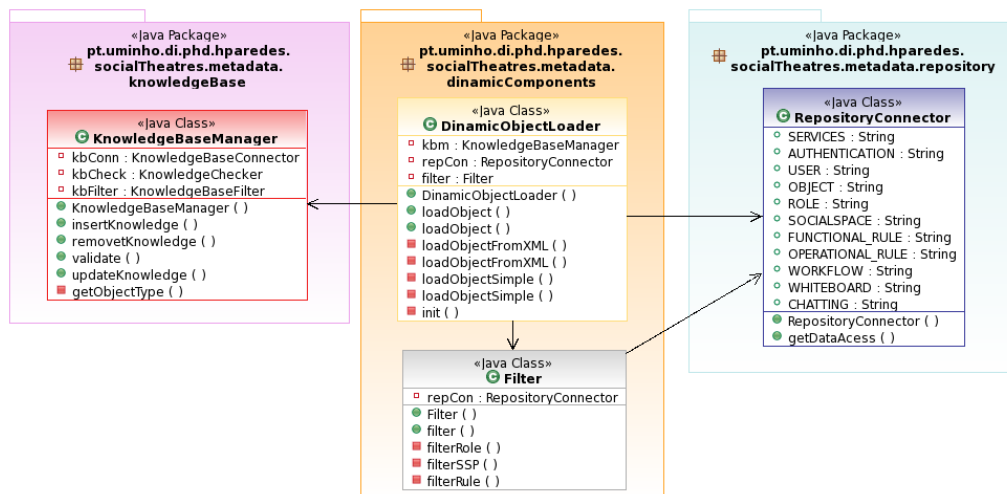 «Java Package»
pt.uminho.di.phd.hparedes.
socialTheatres.metadata.
knowledgeBase
«Java Class»
KnowledgeBaseManager
kbConn : KnowledgeBaseConnector
kbCheck : KnowledgeChecker
kbFilter : KnowledgeBaseFilter
KnowledgeBaseManager ( )
insertKnowledge ( )
removetKnowledge ( )
validate ( )
updateKnowledge ( )
getObjectType ( )
«Java Package»
pt.uminho.di.phd.hparedes.
socialTheatres.metadata.
dinamicComponents
«Java Class»
DinamicObjectLoader
kbm : KnowledgeBaseManager
repCon : RepositoryConnector
filter : Filter
DinamicObjectLoader ( )
loadObject ( )
loadObject ( )
loadObjectFromXML ( )
loadObjectFromXML ( )
loadObjectSimple ( )
loadObjectSimple ( )
init ( )
«Java Class»
Filter
repCon : RepositoryConnector
Filter ( )
filter ( )
filterRole ( )
filterSSP ( )
filterRule ( )
«Java Package»
pt.uminho.di.phd.hparedes.
socialTheatres.metadata.repository
«Java Class»
RepositoryConnector
SERVICES : String
AUTHENTICATION : String
USER : String
OBJECT : String
ROLE : String
SOCIALSPACE : String
FUNCTIONAL_RULE : String
OPERATIONAL_RULE : String
WORKFLOW : String
WHITEBOARD : String
CHATTING : String
RepositoryConnector ( )
getDataAcess ( )